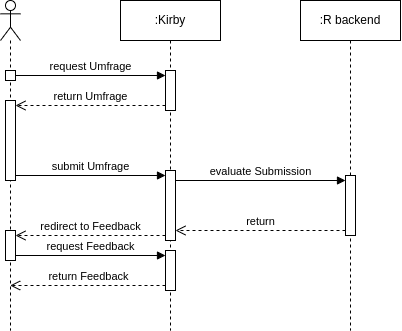 :Kirby
:R backend
request Umfrage
return Umfrage
submit Umfrage
evaluate Submission
return
redirect to Feedback
request Feedback
return Feedback